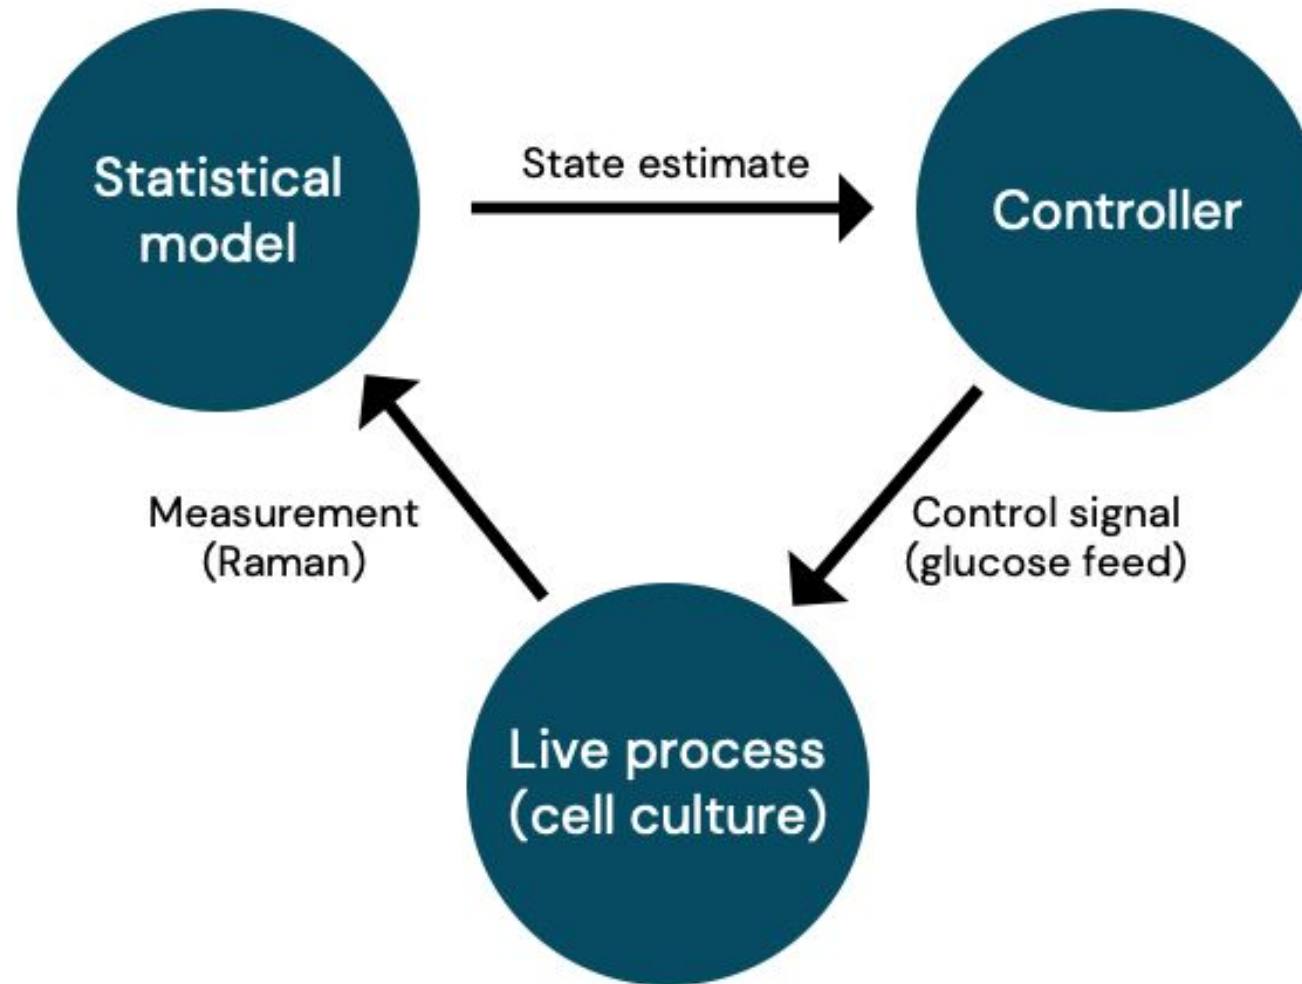 Statistical
model
State estimate
Controller
Measurement
(Raman)
Control signal
(glucose feed)
Live process
(cell culture)